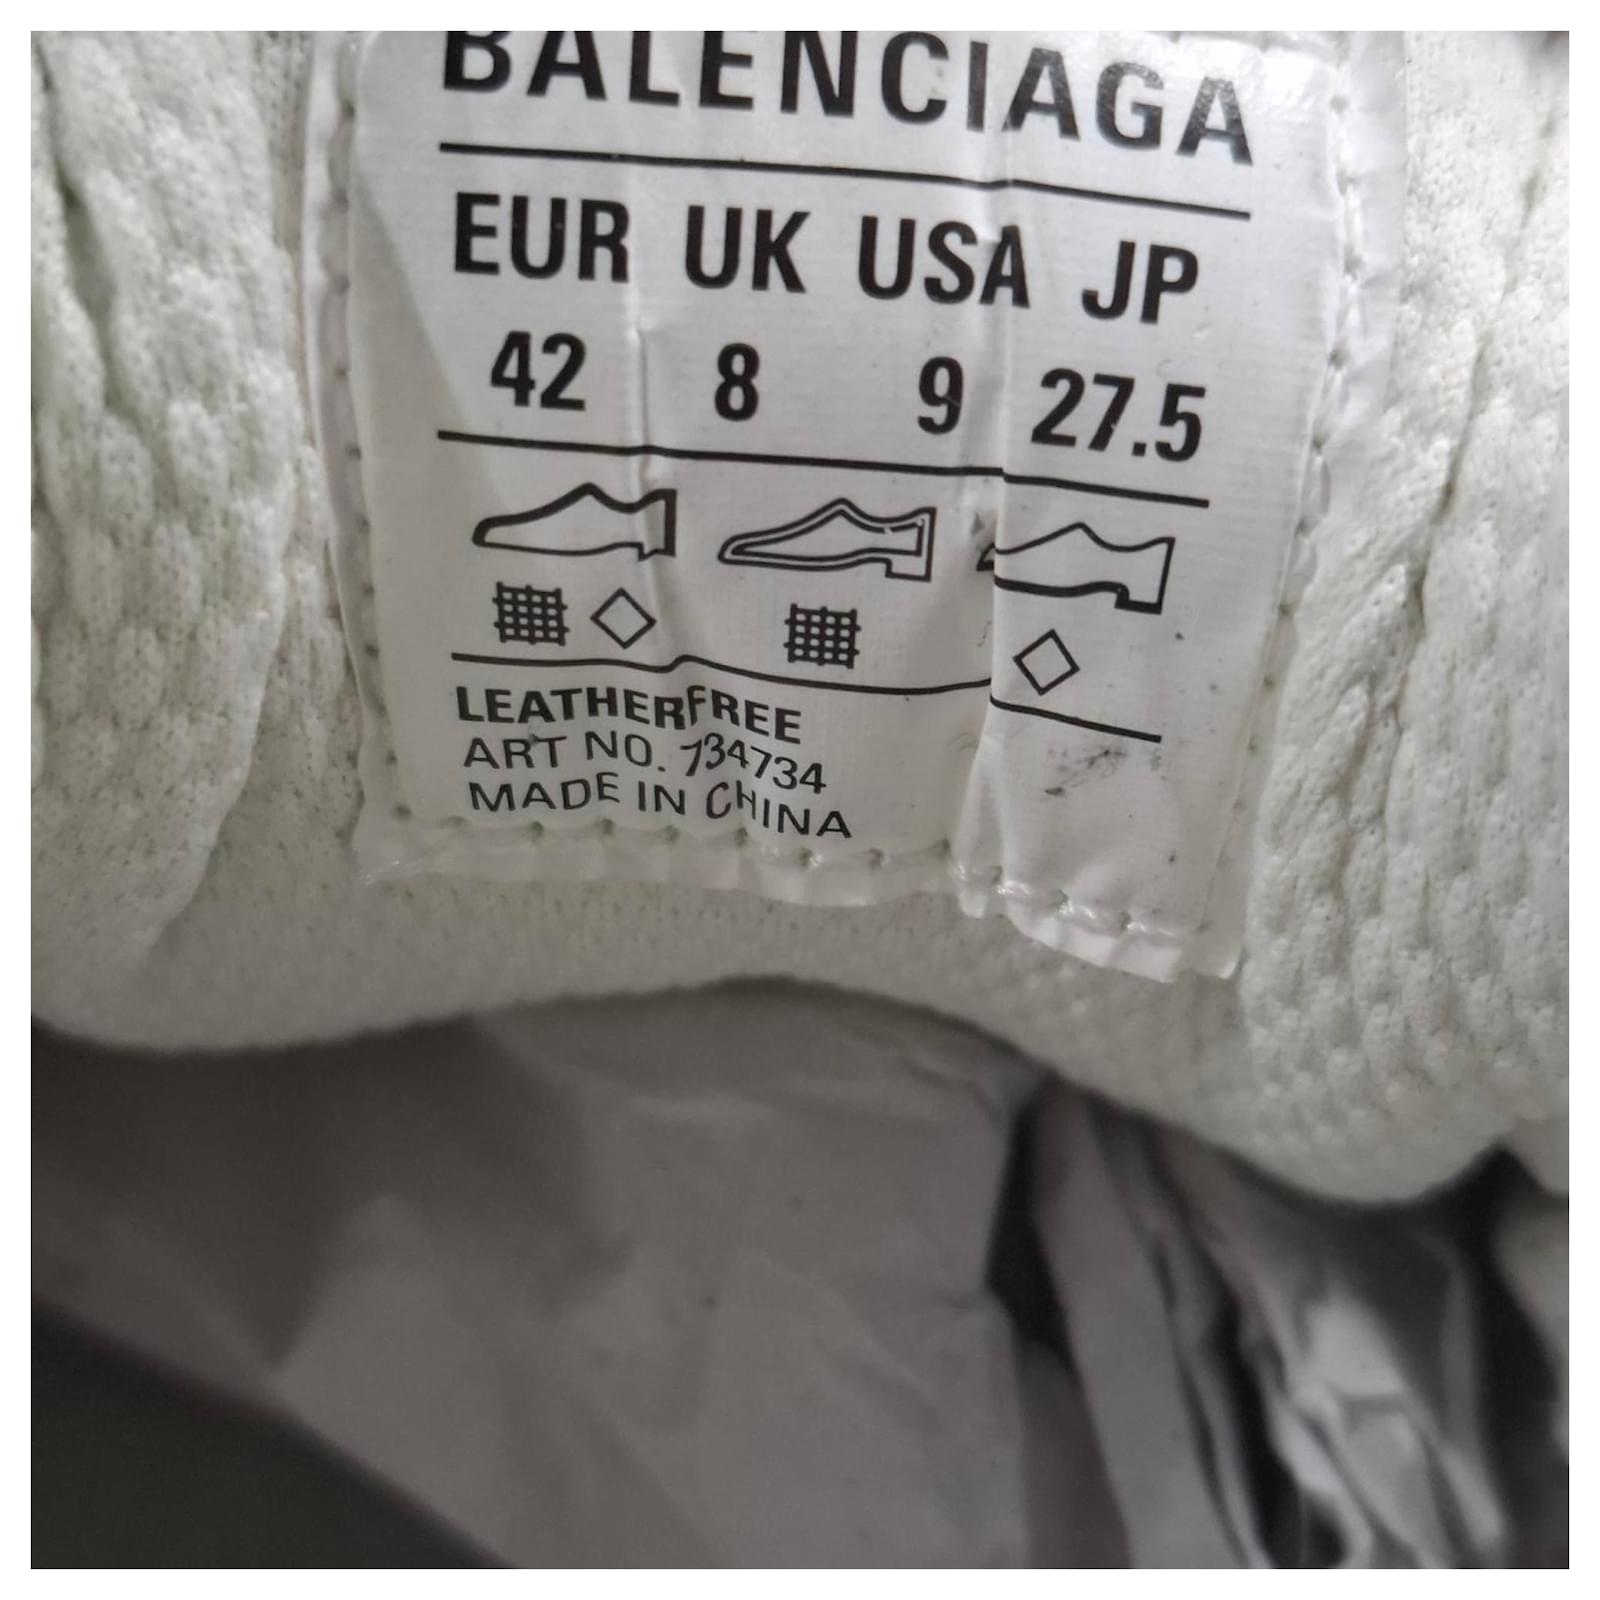 BALENCIAGA
EUR UK USA JP
42 8 9 27.5
LEATHERFREE
ART NO. 734734
MADE IN CHINA